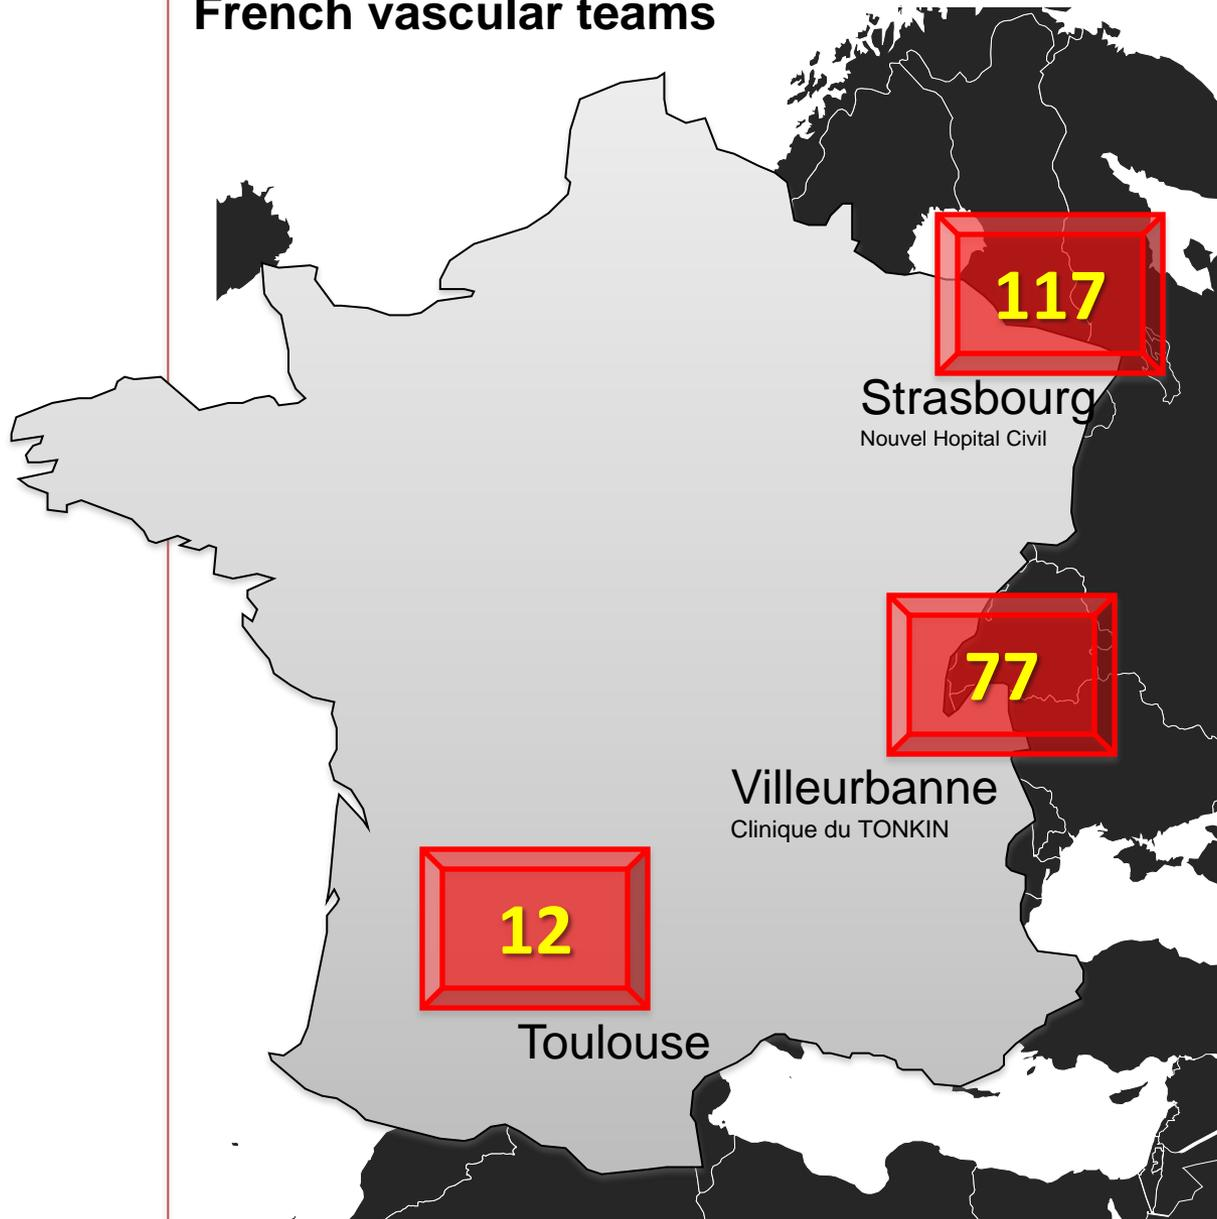 French vascular teams
117
Strasbourg
Nouvel Hopital Civil
77
Villeurbanne
Clinique du TONKIN
12
Toulouse